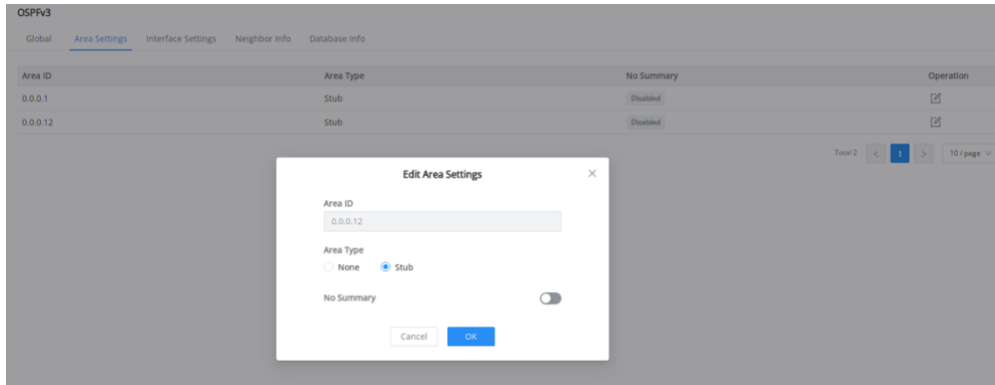 OSPFv3
Global Area Settings Interface Settings Neighbor Info Database Info
Area ID Area Type No Summary Operation
0.0.0.1 Stub Disabled
0.0.0.12 Stub Disabled
Total 2 < 1 > 10 / page
Edit Area Settings
Area ID
0.0.0.12
Area Type
None Stub
No Summary
Cancel OK